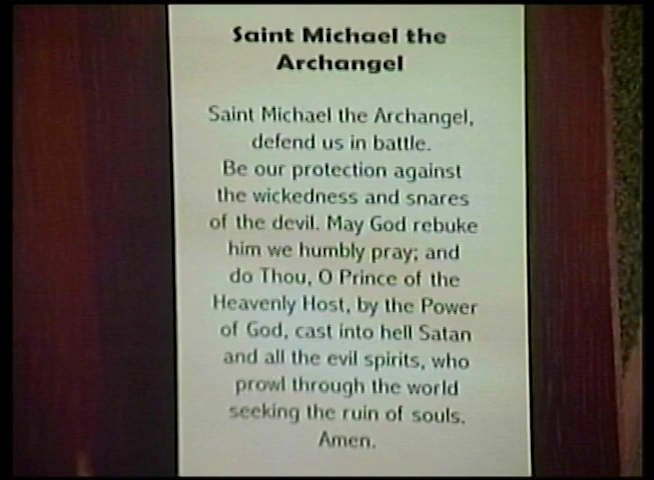 Saint Michael the
Archangel
Saint Michael the Archangel,
defend us in battle.
Be our protection against
the wickedness and snares
of the devil. May God rebuke
him we humbly pray; and
do Thou, O Prince of the
Heavenly Host, by the Power
of God, cast into hell Satan
and all the evil spirits, who
prowl through the world
seeking the ruin of souls.
Amen.